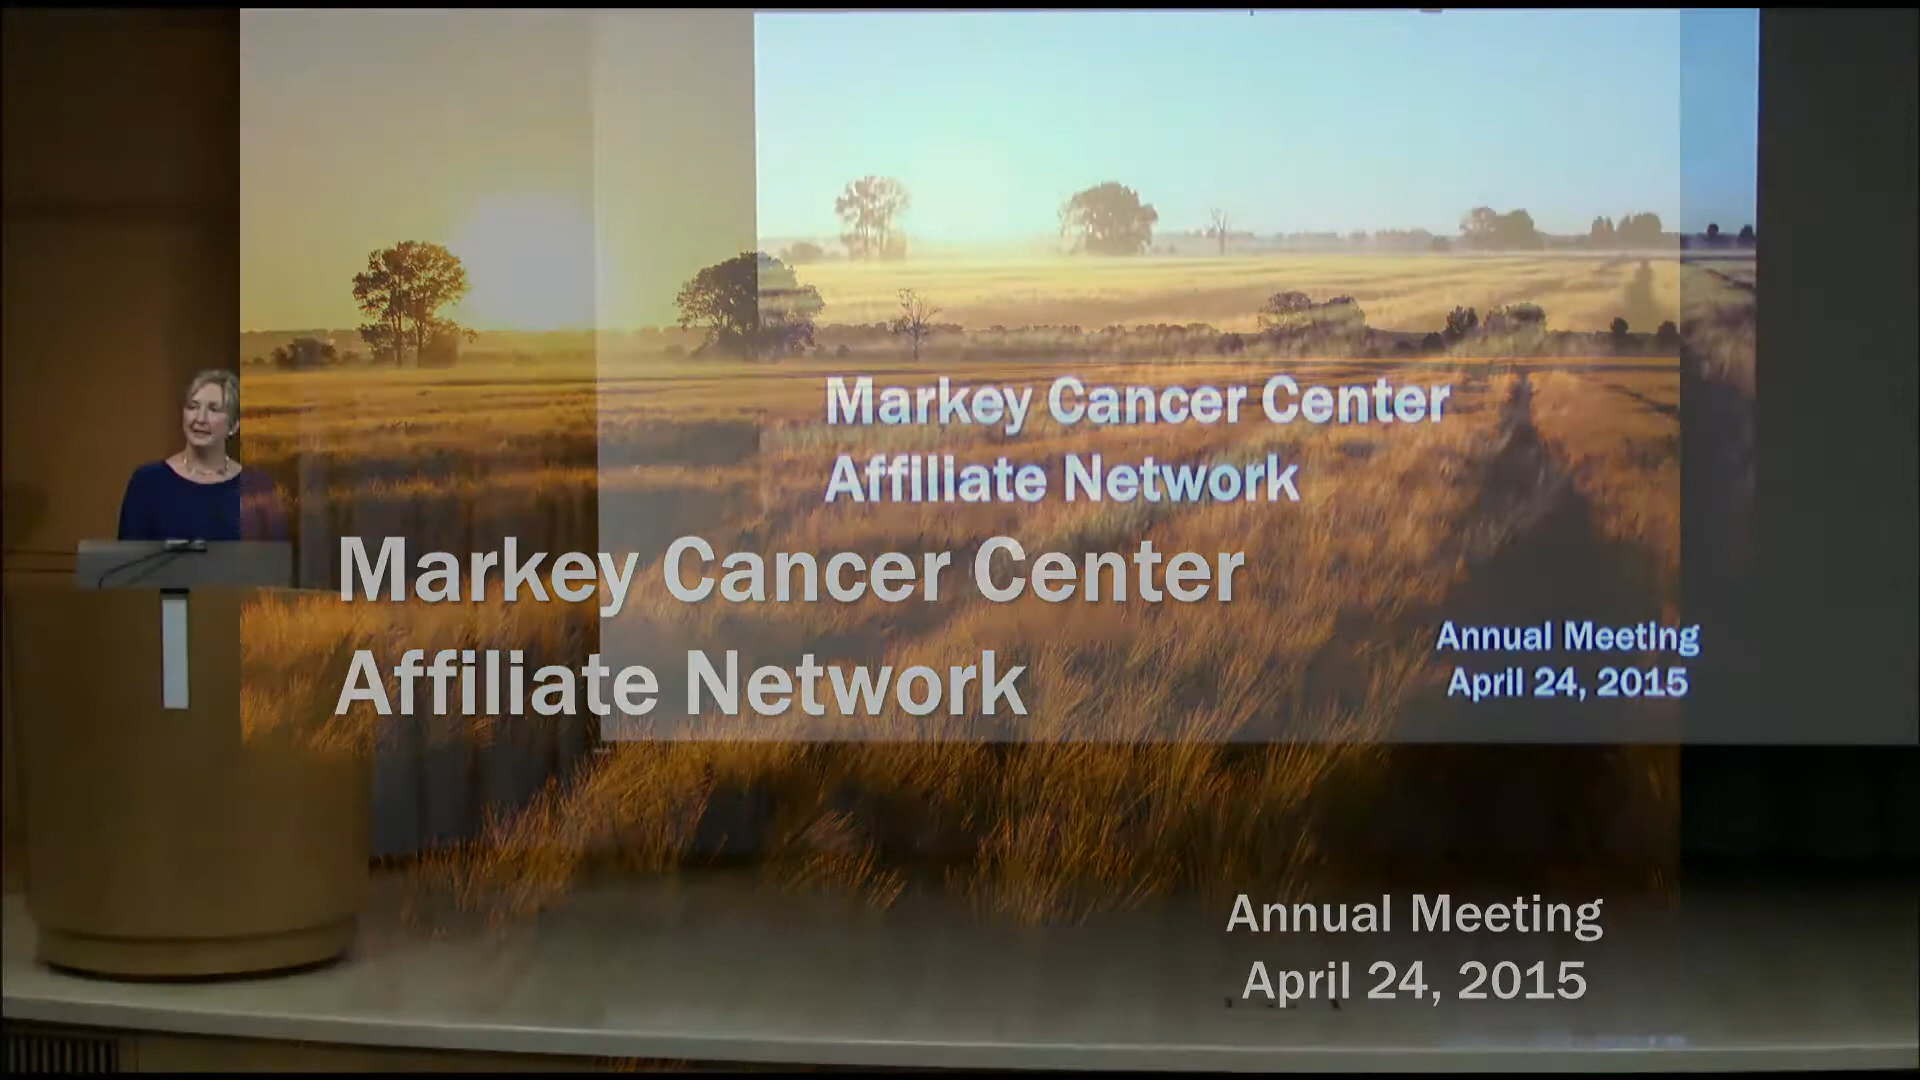 Markey Cancer Center
Affiliate Network
Annual Meeting
April 24, 2015
Markey Cancer Center
Affiliate Network
Annual Meeting
April 24, 2015